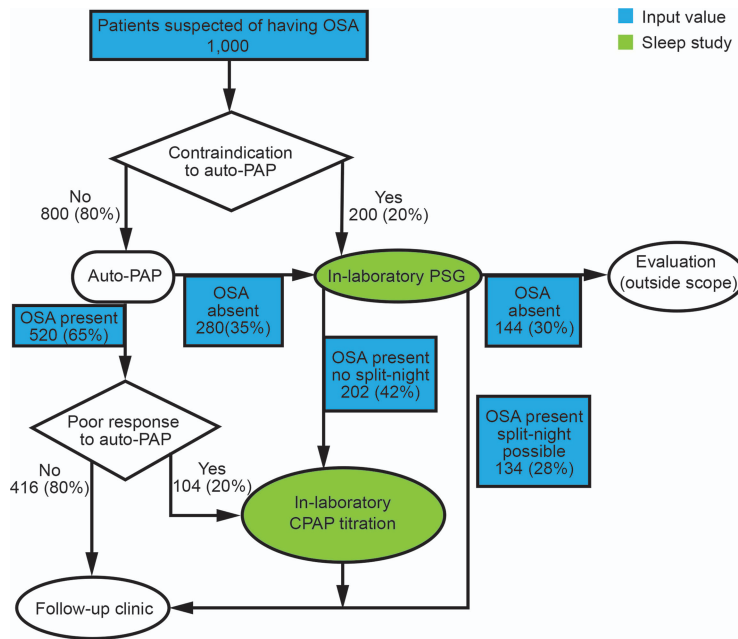 Patients suspected of having OSA
1,000
Input value
Sleep study
Contraindication
to auto-PAP
No
800 (80%)
Yes
200 (20%)
Auto-PAP
In-laboratory PSG
Evaluation
(outside scope)
OSA present
520 (65%)
OSA
absent
280(35%)
OSA
absent
144 (30%)
OSA present
no split-night
202 (42%)
OSA present
split-night
possible
134 (28%)
Poor response
to auto-PAP
No
416 (80%)
Yes
104 (20%)
In-laboratory
CPAP titration
Follow-up clinic